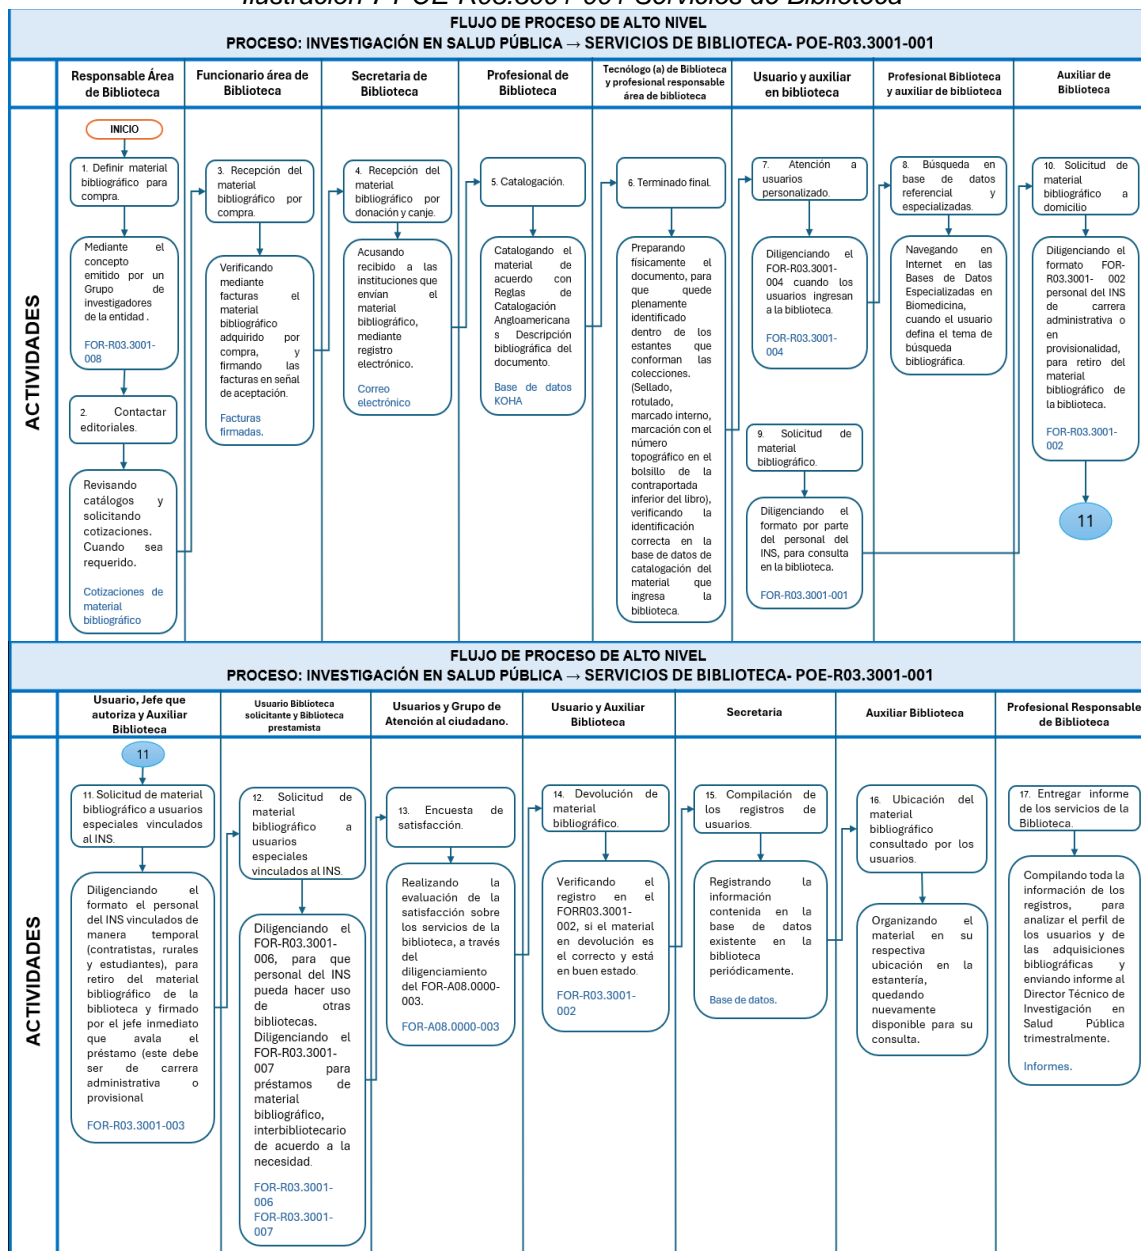 Ilustración 7 POE-R03.3001-001 Servicios de Biblioteca
FLUJO DE PROCESO DE ALTO NIVEL
PROCESO: INVESTIGACIÓN EN SALUD PÚBLICA → SERVICIOS DE BIBLIOTECA- POE-R03.3001-001
Responsable Área
de Biblioteca
Funcionario área de
Biblioteca
Secretaria de
Biblioteca
Profesional de
Biblioteca
Tecnólogo (a) de Biblioteca
y profesional responsable
área de biblioteca
Usuario y auxiliar
en biblioteca
Profesional Biblioteca
y auxiliar de biblioteca
Auxiliar de
Biblioteca
ACTIVIDADES
INICIO
1. Definir material
bibliográfico para
compra.
Mediante el
concepto
emitido por un
Grupo de
investigadores
de la entidad .
FOR-R03.3001-
008
2. Contactar
editoriales.
Revisando
catálogos y
solicitando
cotizaciones.
Cuando sea
requerido.
Cotizaciones de
material
bibliográfico
3. Recepción del
material
bibliográfico por
compra.
Verificando
mediante
facturas el
material
bibliográfico
adquirido por
compra, y
firmando las
facturas en señal
de aceptación.
Facturas
firmadas.
4. Recepción del
material
bibliográfico por
donación y canje.
Acusando
recibido a las
instituciones que
envían el
material
bibliográfico,
mediante
registro
electrónico.
Correo
electrónico
5. Catalogación.
Catalogando el
material de
acuerdo con
Reglas de
Catalogación
Angloamericana
s Descripción
bibliográfica del
documento.
Base de datos
KOHA
6. Terminado final.
Preparando
físicamente el
documento, para
que quede
plenamente
identificado
dentro de los
estantes que
conforman las
colecciones.
(Sellado,
rotulado,
marcado interno,
marcación con el
número
topográfico en el
bolsillo de la
contraportada
inferior del libro),
verificando la
identificación
correcta en la
base de datos de
catalogación del
material que
ingresa la
biblioteca.
7. Atención a
usuarios
personalizado.
Diligenciando el
FOR-R03.3001-
004 cuando los
usuarios ingresan
a la biblioteca.
FOR-R03.3001-
004
9. Solicitud de
material
bibliográfico.
Diligenciando el
formato por parte
del personal del
INS, para consulta
en la biblioteca.
FOR-R03.3001-001
8. Búsqueda en
base de datos
referencial y
especializadas.
Navegando en
Internet en las
Bases de Datos
Especializadas en
Biomedicina,
cuando el usuario
defina el tema de
búsqueda
bibliográfica.
10. Solicitud de
material
bibliográfico a
domicilio
Diligenciando el
formato FOR-
R03.3001- 002
personal del INS
de carrera
administrativa o
en
provisionalidad,
para retiro del
material
bibliográfico de
la biblioteca.
FOR-R03.3001-
002
11
FLUJO DE PROCESO DE ALTO NIVEL
PROCESO: INVESTIGACIÓN EN SALUD PÚBLICA → SERVICIOS DE BIBLIOTECA- POE-R03.3001-001
Usuario, Jefe que
autoriza y Auxiliar
Biblioteca
Usuario Biblioteca
solicitante y Biblioteca
prestamista
Usuarios y Grupo de
Atención al ciudadano.
Usuario y Auxiliar
Biblioteca
Secretaria
Auxiliar Biblioteca
Profesional Responsable
de Biblioteca
ACTIVIDADES
11
11. Solicitud de material
bibliográfico a usuarios
especiales vinculados
al INS.
Diligenciando el
formato el personal
del INS vinculados de
manera temporal
(contratistas, rurales
y estudiantes), para
retiro del material
bibliográfico de la
biblioteca y firmado
por el jefe inmediato
que avala el
préstamo (este debe
ser de carrera
administrativa o
provisional
FOR-R03.3001-003
12. Solicitud de
material
bibliográfico a
usuarios
especiales
vinculados al INS.
Diligenciando el
FOR-R03.3001-
006, para que
personal del INS
pueda hacer uso
de otras
bibliotecas.
Diligenciando el
FOR-R03.3001-
007 para
préstamos de
material
bibliográfico,
interbibliotecario
de acuerdo a la
necesidad.
FOR-R03.3001-
006
FOR-R03.3001-
007
13. Encuesta de
satisfacción.
Realizando la
evaluación de la
satisfacción sobre
los servicios de la
biblioteca, a través
del
diligenciamiento
del FOR-A08.0000-
003.
FOR-A08.0000-003
14. Devolución de
material
bibliográfico.
Verificando el
registro en el
FORR03.3001-
002, si el material
en devolución es
el correcto y está
en buen estado.
FOR-R03.3001-
002
15. Compilación de
los registros de
usuarios.
Registrando la
información
contenida en la
base de datos
existente en la
biblioteca
periódicamente.
Base de datos.
16. Ubicación del
material
bibliográfico
consultado por los
usuarios.
Organizando el
material en su
respectiva
ubicación en la
estantería,
quedando
nuevamente
disponible para su
consulta.
17. Entregar informe
de los servicios de la
Biblioteca.
Compilando toda la
información de los
registros, para
analizar el perfil de
los usuarios y de
las adquisiciones
bibliográficas y
enviando informe al
Director Técnico de
Investigación en
Salud Pública
trimestralmente.
Informes.